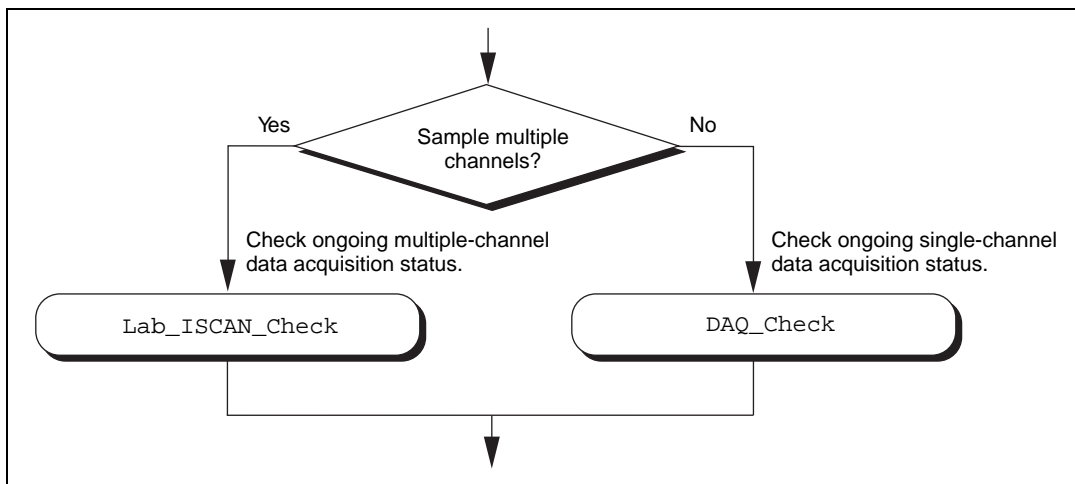 Sample multiple
channels?
Yes
No
Check ongoing multiple-channel
data acquisition status.
Check ongoing single-channel
data acquisition status.
Lab_ISCAN_Check
DAQ_Check